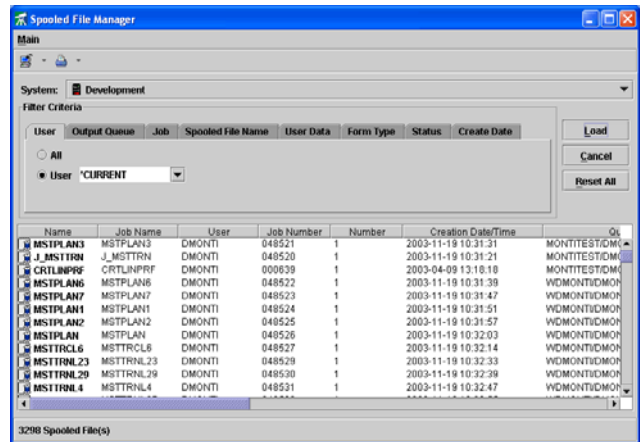 Spooled File Manager
Main
System: Development
Filter Criteria
User Output Queue Job Spooled File Name User Data Form Type Status Create Date
All
User *CURRENT
Load
Cancel
Reset All
Name Job Name User Job Number Number Creation Date/Time
MSTPLAN3 MSTPLAN3 DMONTI 048521 1 2003-11-19 10:31:31 MONTITEST/DMO
J_MSTTRN J_MSTTRN DMONTI 048520 1 2003-11-19 10:31:21 MONTITEST/DMO
CRTLINPRF CRTLINPRF DMONTI 000639 1 2003-04-09 13:18:18 MONTITEST/DMO
MSTPLAN6 MSTPLAN6 DMONTI 048522 1 2003-11-19 10:31:39 WDMONTI/DMON
MSTPLAN7 MSTPLAN7 DMONTI 048523 1 2003-11-19 10:31:47 WDMONTI/DMON
MSTPLAN1 MSTPLAN1 DMONTI 048524 1 2003-11-19 10:31:51 WDMONTI/DMON
MSTPLAN2 MSTPLAN2 DMONTI 048525 1 2003-11-19 10:31:57 WDMONTI/DMON
MSTPLAN MSTPLAN DMONTI 048526 1 2003-11-19 10:32:03 WDMONTI/DMON
MSTTRCL6 MSTTRCL6 DMONTI 048527 1 2003-11-19 10:32:14 WDMONTI/DMON
MSTTRNL23 MSTTRNL23 DMONTI 048529 1 2003-11-19 10:32:33 WDMONTI/DMON
MSTTRNL29 MSTTRNL29 DMONTI 048530 1 2003-11-19 10:32:39 WDMONTI/DMON
MSTTRNL4 MSTTRNL4 DMONTI 048531 1 2003-11-19 10:32:47 WDMONTI/DMON
3298 Spooled File(s)